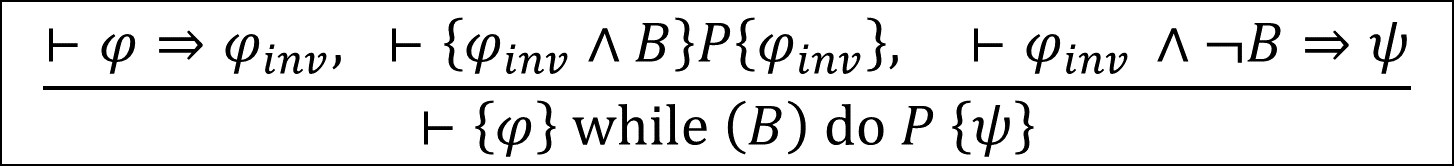 ⊢ φ ⇒ φ_inv, ⊢ {φ_inv ∧ B}P{φ_inv}, ⊢ φ_inv ∧ ¬B ⇒ ψ
⊢ {φ} while (B) do P {ψ}